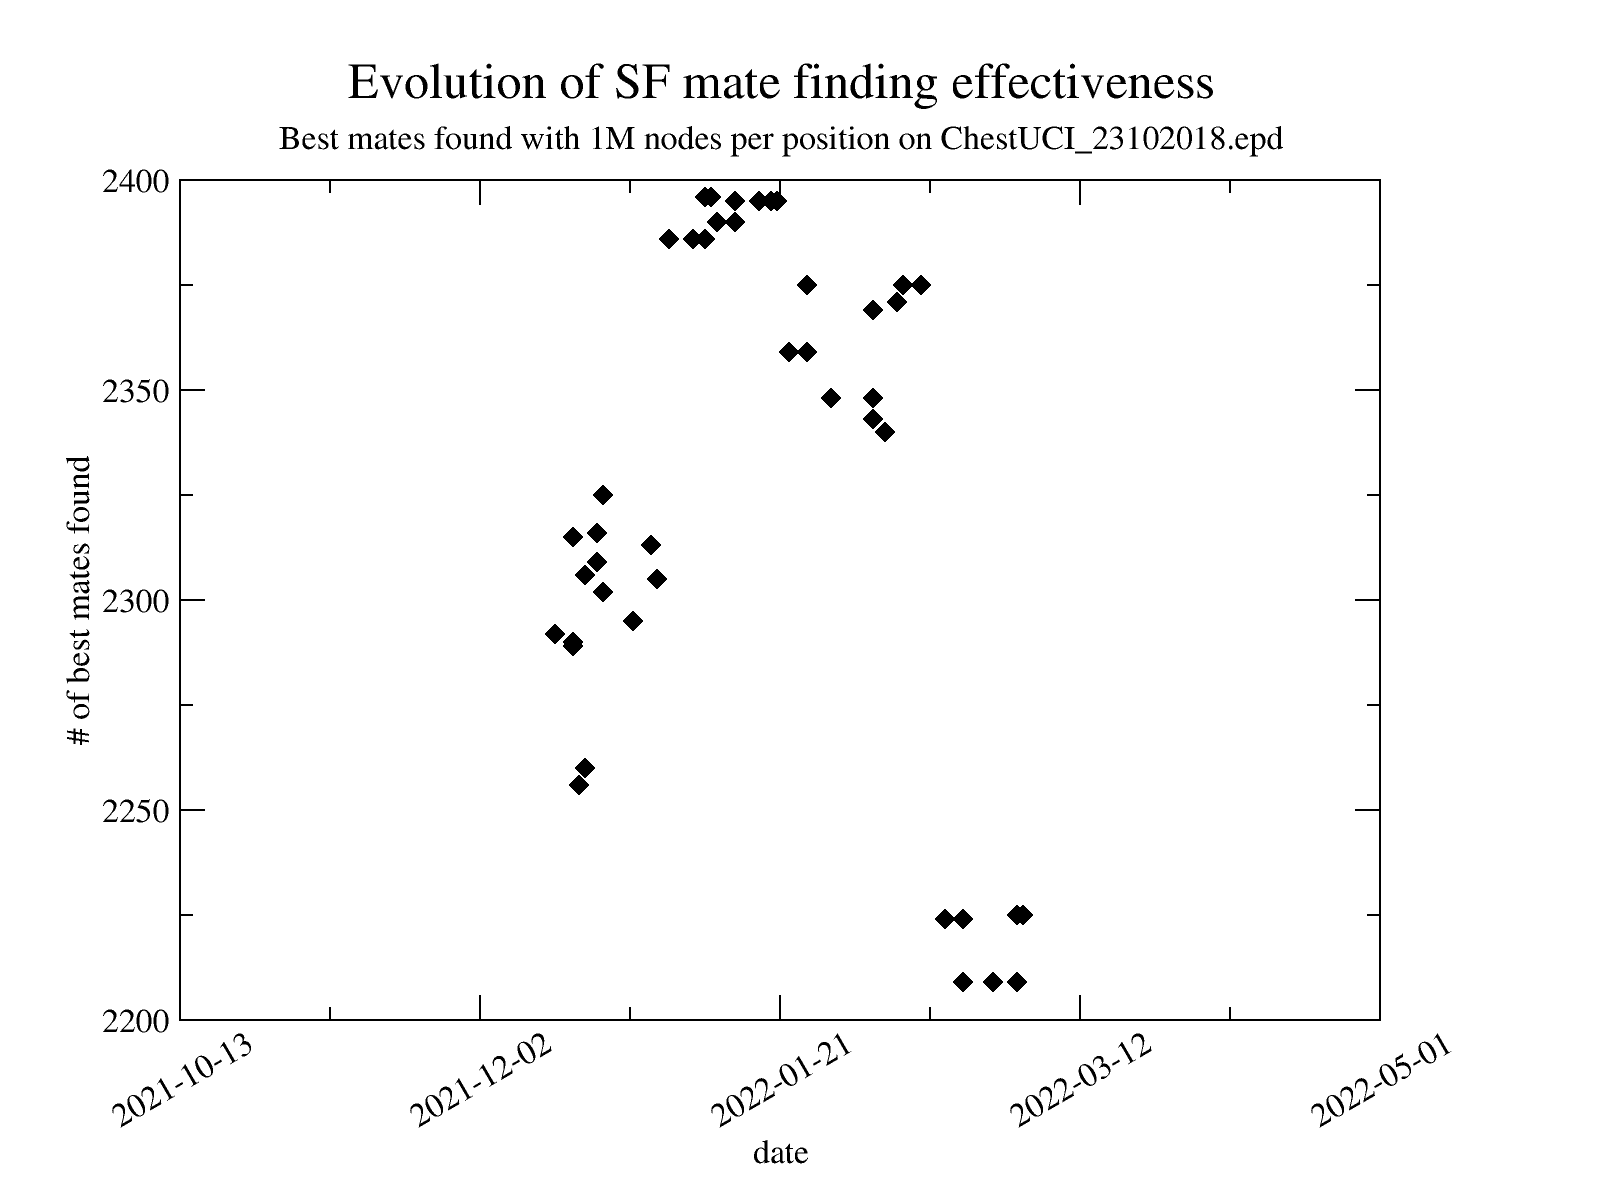 Evolution of SF mate finding effectiveness
Best mates found with 1M nodes per position on ChestUCI_23102018.epd
2400
2350
2300
2250
2200
# of best mates found
2021-10-13
2021-12-02
2022-01-21
2022-03-12
2022-05-01
date